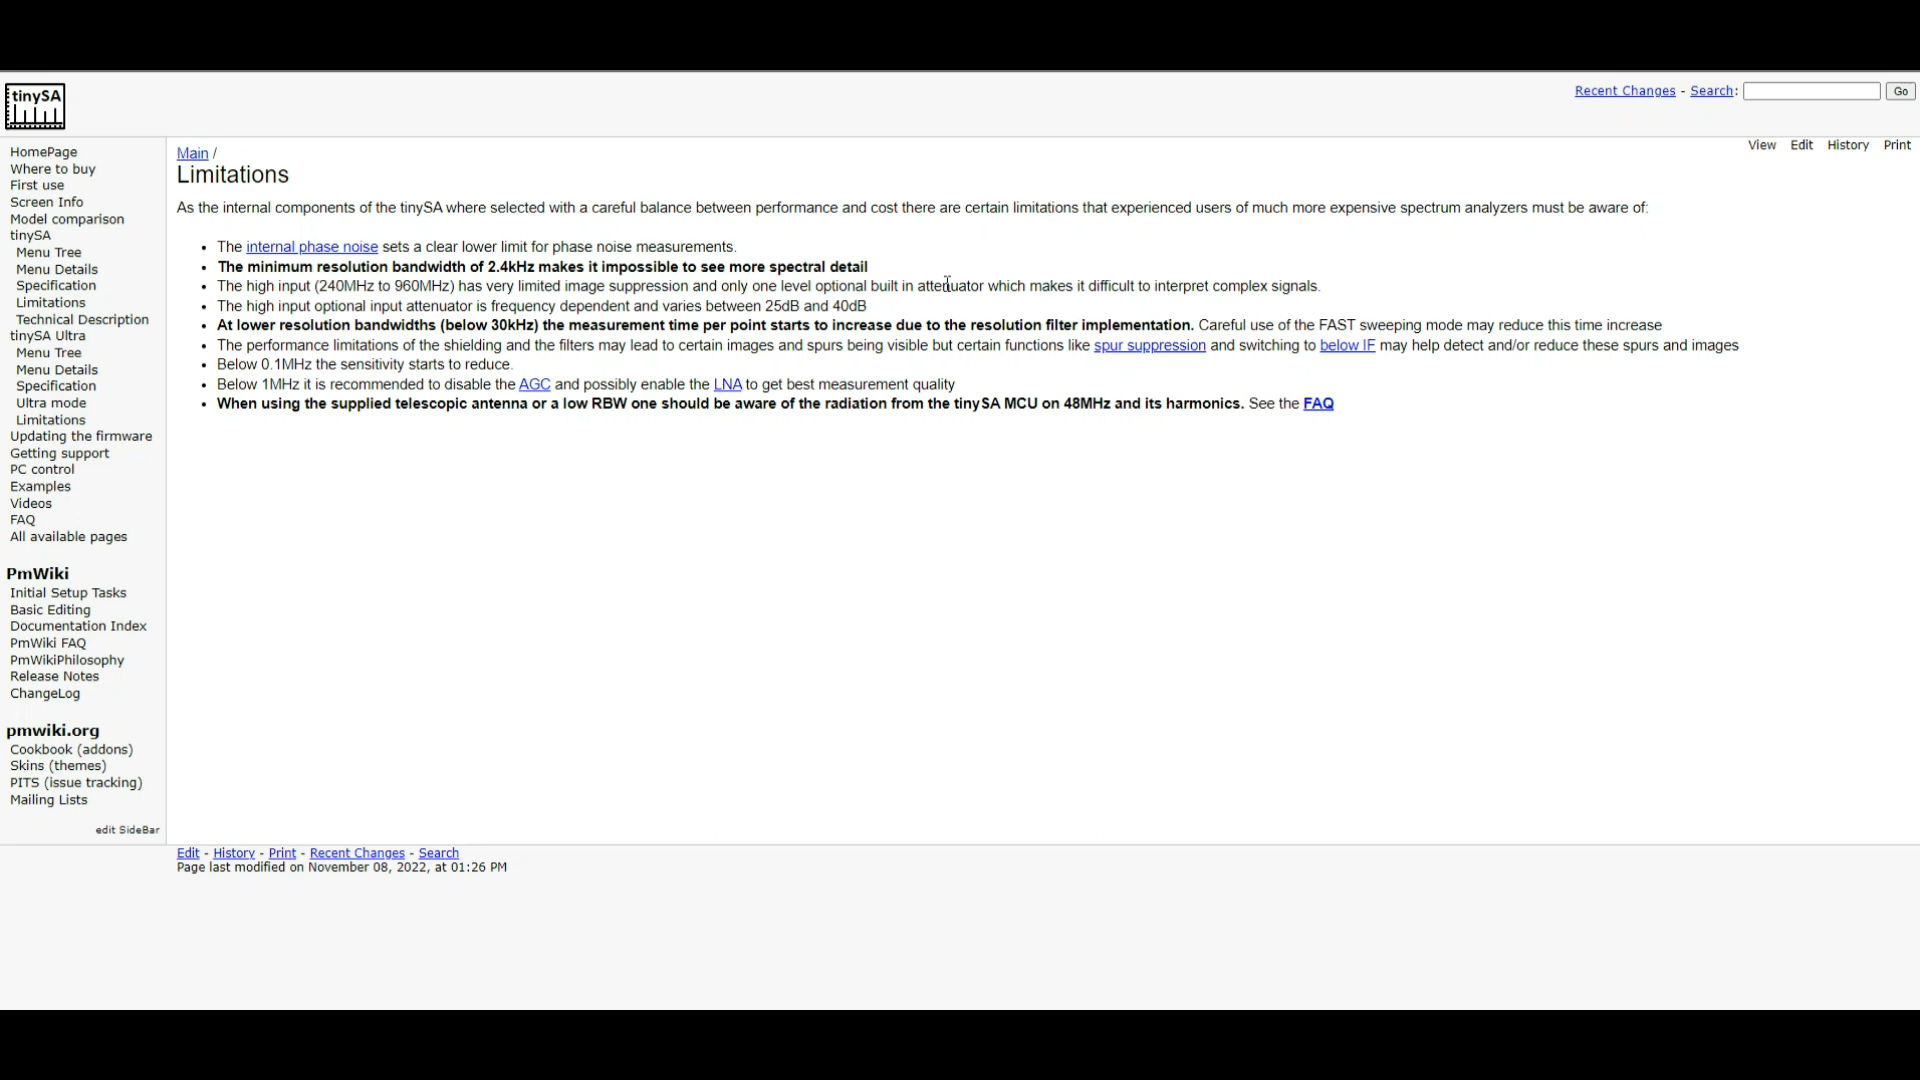 tinySA
Recent Changes - Search: Go
HomePage
Where to buy
First use
Screen Info
Model comparison
tinySA
Menu Tree
Menu Details
Specification
Limitations
Technical Description
tinySA Ultra
Menu Tree
Menu Details
Specification
Ultra mode
Limitations
Updating the firmware
Getting support
PC control
Examples
Videos
FAQ
All available pages
PmWiki
Initial Setup Tasks
Basic Editing
Documentation Index
PmWiki FAQ
PmWikiPhilosophy
Release Notes
ChangeLog
pmwiki.org
Cookbook (addons)
Skins (themes)
PITS (issue tracking)
Mailing Lists
edit SideBar
View Edit History Print
Main /
Limitations
As the internal components of the tinySA where selected with a careful balance between performance and cost there are certain limitations that experienced users of much more expensive spectrum analyzers must be aware of:
• The internal phase noise sets a clear lower limit for phase noise measurements.
• The minimum resolution bandwidth of 2.4kHz makes it impossible to see more spectral detail
• The high input (240MHz to 960MHz) has very limited image suppression and only one level optional built in attenuator which makes it difficult to interpret complex signals.
• The high input optional input attenuator is frequency dependent and varies between 25dB and 40dB
• At lower resolution bandwidths (below 30kHz) the measurement time per point starts to increase due to the resolution filter implementation. Careful use of the FAST sweeping mode may reduce this time increase
• The performance limitations of the shielding and the filters may lead to certain images and spurs being visible but certain functions like spur suppression and switching to below IF may help detect and/or reduce these spurs and images
• Below 0.1MHz the sensitivity starts to reduce.
• Below 1MHz it is recommended to disable the AGC and possibly enable the LNA to get best measurement quality
• When using the supplied telescopic antenna or a low RBW one should be aware of the radiation from the tinySA MCU on 48MHz and its harmonics. See the FAQ
Edit - History - Print - Recent Changes - Search
Page last modified on November 08, 2022, at 01:26 PM